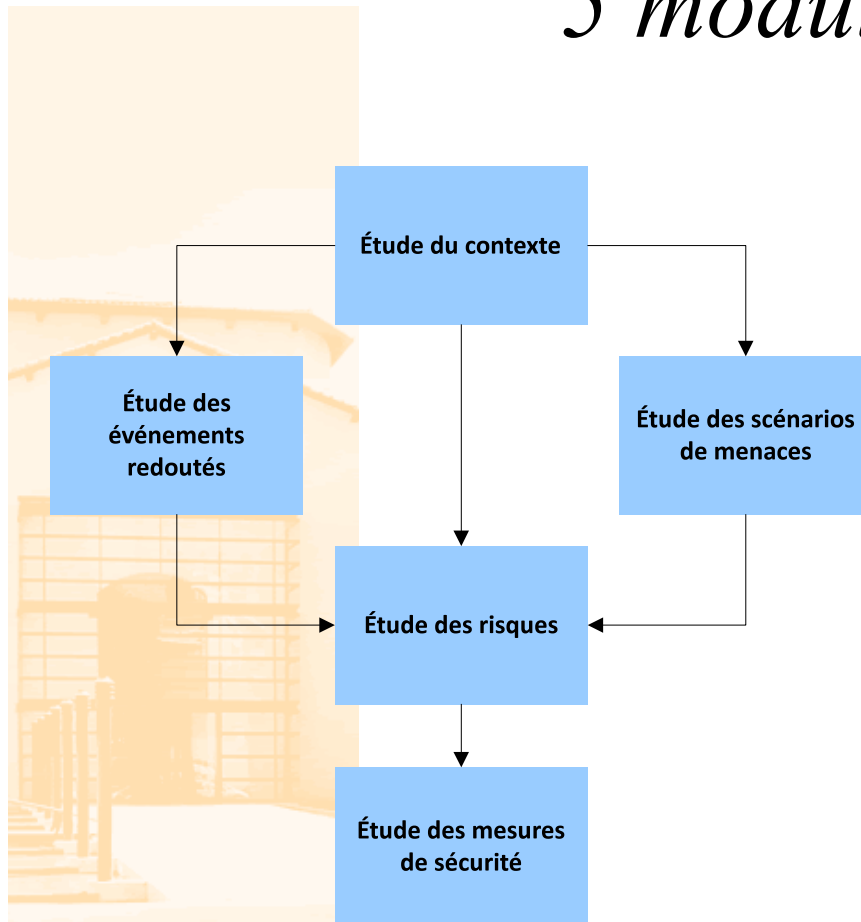 5 modul
Étude du contexte
Étude des
événements
redoutés
Étude des scénarios
de menaces
Étude des risques
Étude des mesures
de sécurité